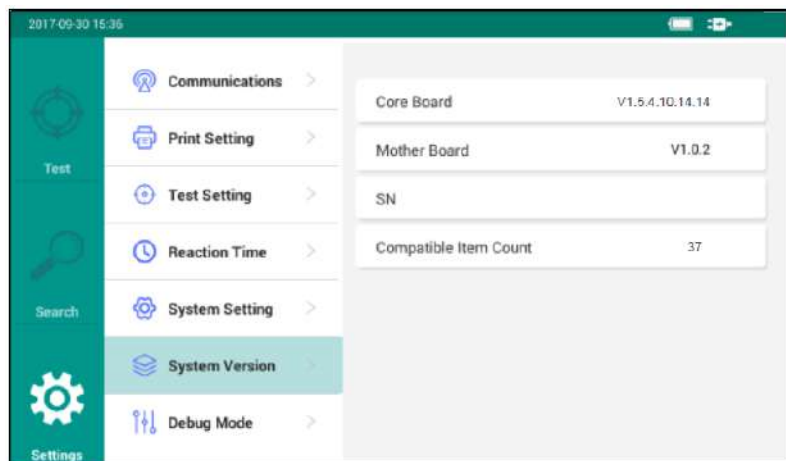 2017-09-30 15:36
Test
Search
Settings
Communications
Print Setting
Test Setting
Reaction Time
System Setting
System Version
Debug Mode
Core Board V1.5.4.10.14.14
Mother Board V1.0.2
SN
Compatible Item Count 37